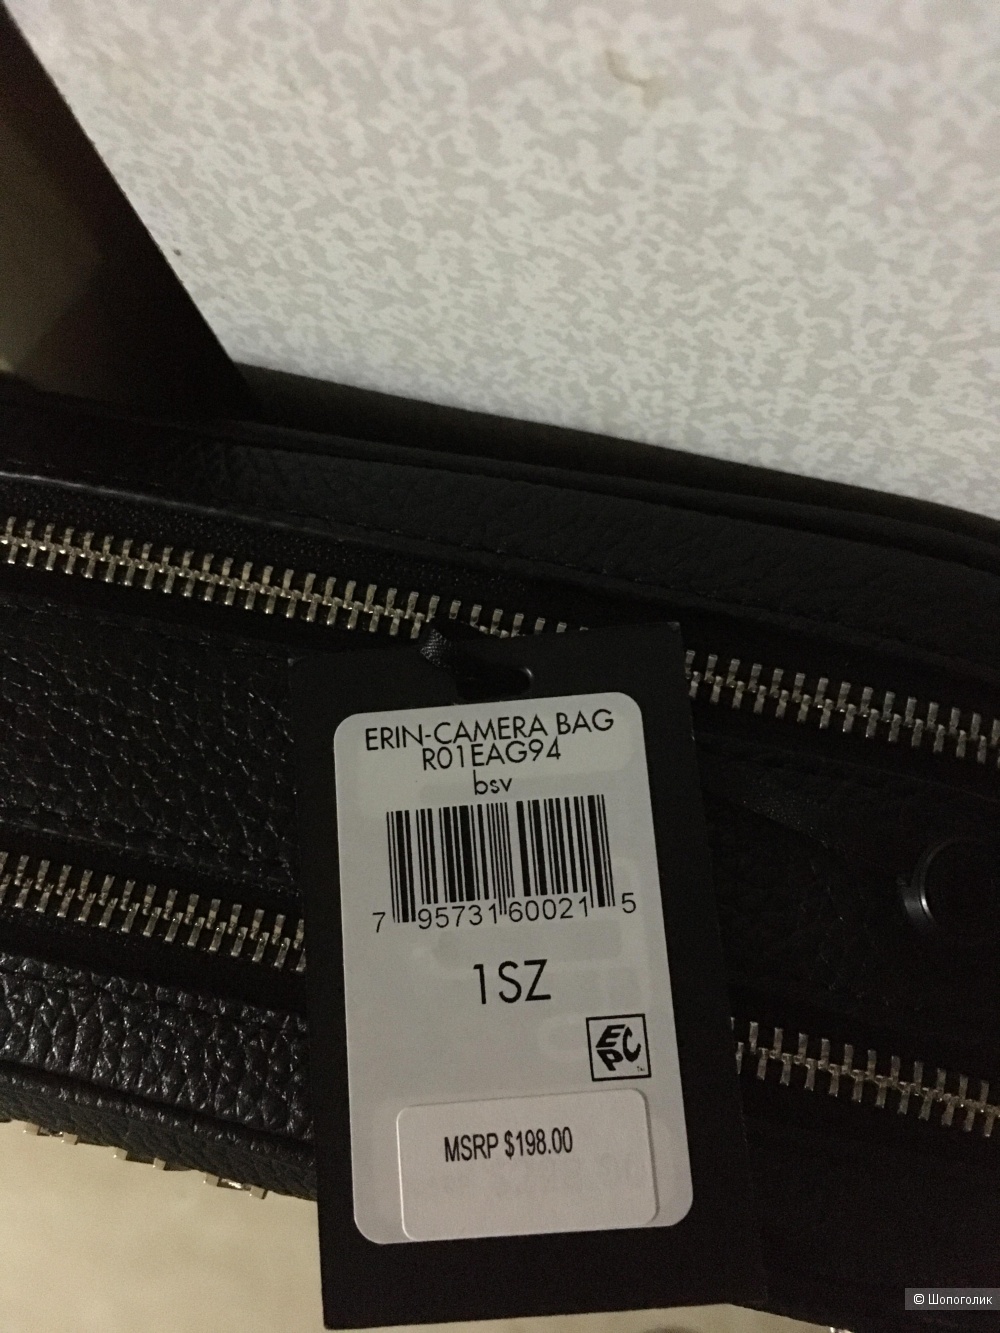 ERIN-CAMERA BAG
R01EAG94
bsv
7 95731 60021 5
1SZ
EPC
MSRP $198.00
© Шопоголик